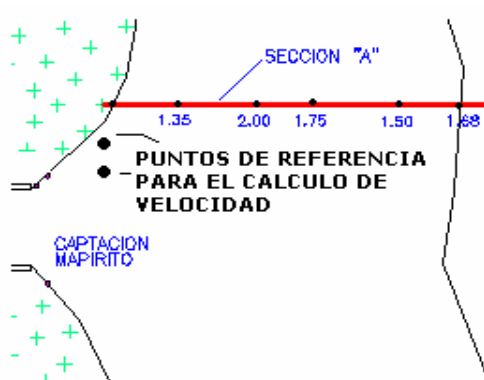 SECCION "A"
1.35 2.00 1.75 1.50 1.68
PUNTOS DE REFERENCIA
PARA EL CALCULO DE
VELOCIDAD
CAPTACION
MAPIRITO